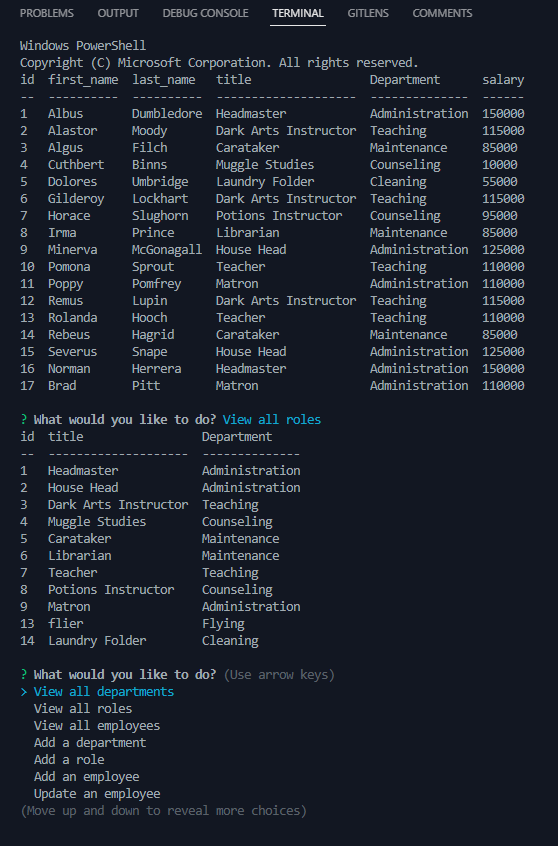 PROBLEMS OUTPUT DEBUG CONSOLE TERMINAL GITLENS COMMENTS
Windows PowerShell
Copyright (C) Microsoft Corporation. All rights reserved.
id  first_name  last_name   title                 Department      salary
--  ----------  ----------  --------------------  --------------  ------
1   Albus       Dumbledore  Headmaster            Administration  150000
2   Alastor     Moody       Dark Arts Instructor  Teaching        115000
3   Algus       Filch       Carataker             Maintenance     85000
4   Cuthbert    Binns       Muggle Studies        Counseling      10000
5   Dolores     Umbridge    Laundry Folder        Cleaning        55000
6   Gilderoy    Lockhart    Dark Arts Instructor  Teaching        115000
7   Horace      Slughorn    Potions Instructor    Counseling      95000
8   Irma        Prince      Librarian             Maintenance     85000
9   Minerva     McGonagall  House Head            Administration  125000
10  Pomona      Sprout      Teacher               Teaching        110000
11  Poppy       Pomfrey     Matron                Administration  110000
12  Remus       Lupin       Dark Arts Instructor  Teaching        115000
13  Rolanda     Hooch       Teacher               Teaching        110000
14  Rebeus      Hagrid      Carataker             Maintenance     85000
15  Severus     Snape       House Head            Administration  125000
16  Norman      Herrera     Headmaster            Administration  150000
17  Brad        Pitt        Matron                Administration  110000
? What would you like to do? View all roles
id  title                 Department
--  --------------------  --------------
1   Headmaster            Administration
2   House Head            Administration
3   Dark Arts Instructor  Teaching
4   Muggle Studies        Counseling
5   Carataker             Maintenance
6   Librarian             Maintenance
7   Teacher               Teaching
8   Potions Instructor    Counseling
9   Matron                Administration
13  flier                 Flying
14  Laundry Folder        Cleaning
? What would you like to do? (Use arrow keys)
> View all departments
View all roles
View all employees
Add a department
Add a role
Add an employee
Update an employee
(Move up and down to reveal more choices)